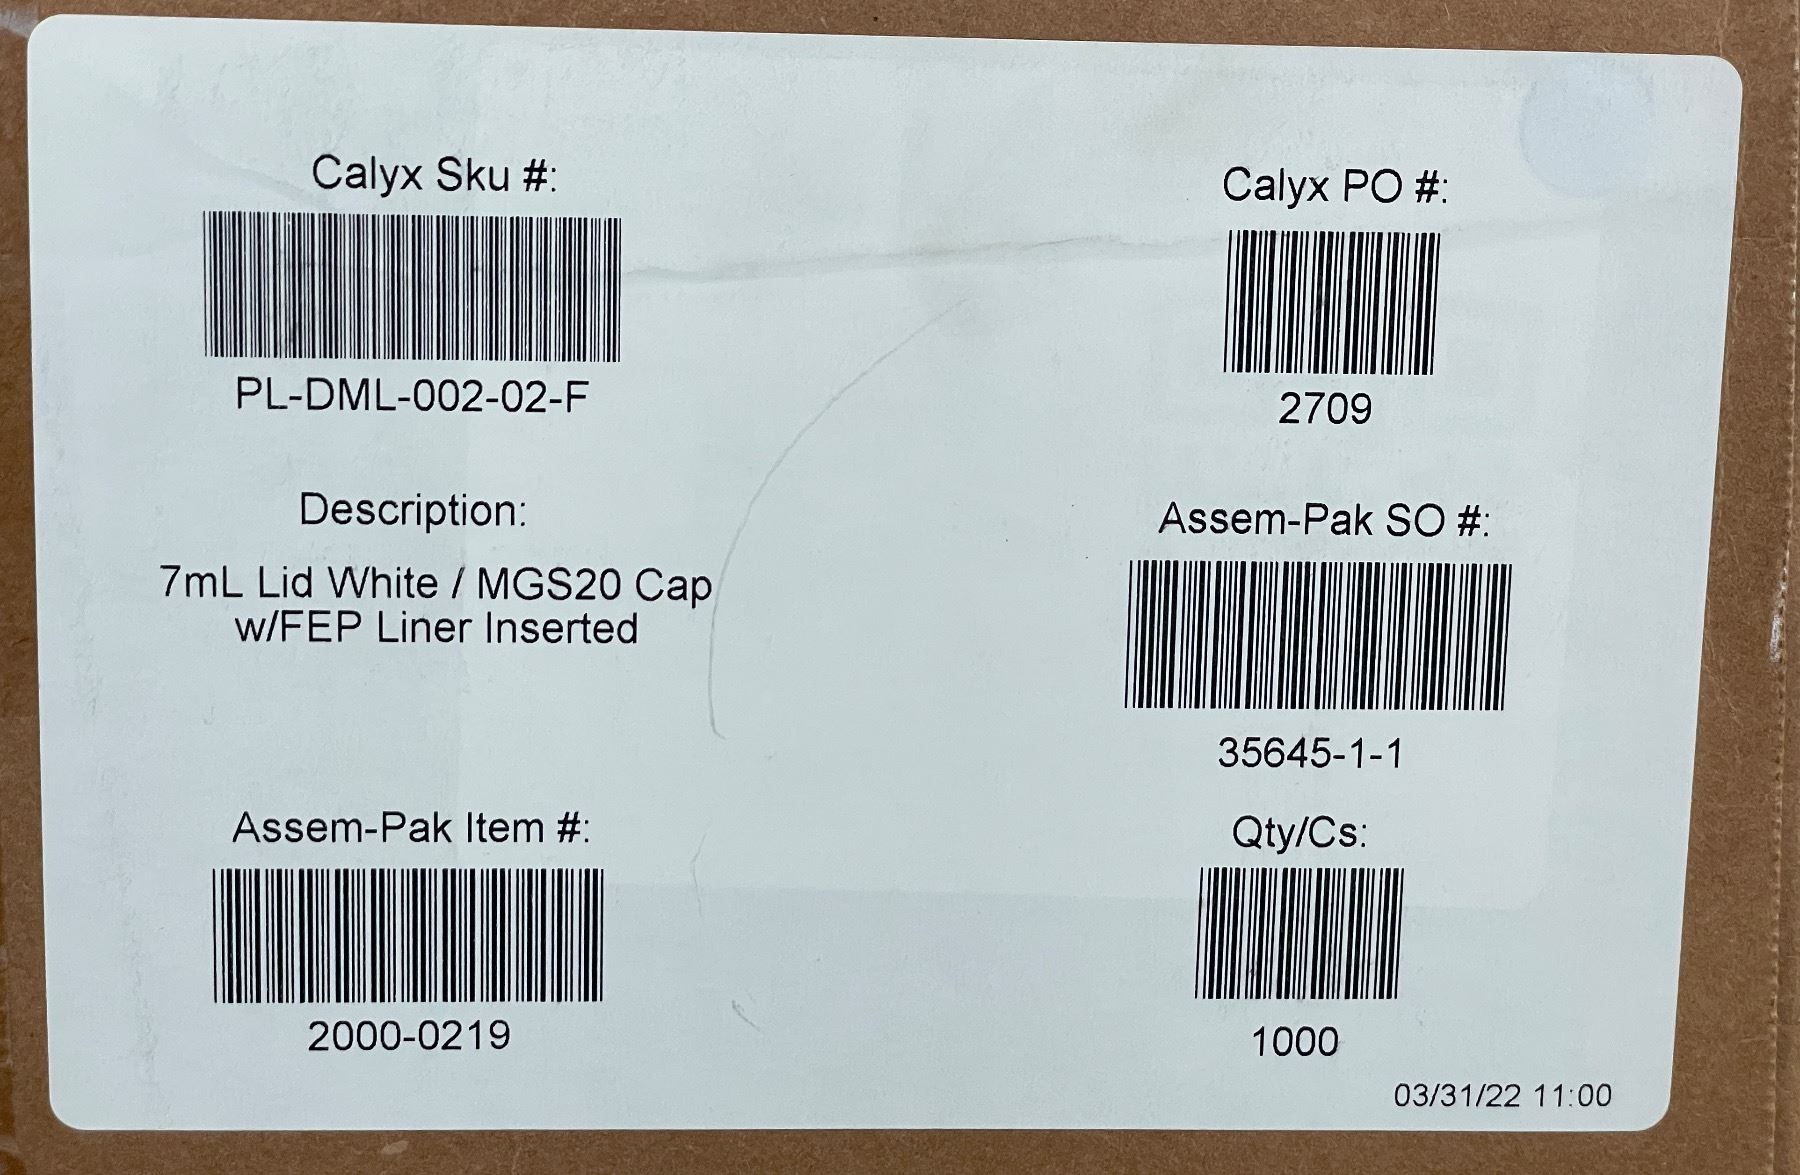 Calyx Sku #:
PL-DML-002-02-F
Description:
7mL Lid White / MGS20 Cap
w/FEP Liner Inserted
Assem-Pak Item #:
2000-0219
Calyx PO #:
2709
Assem-Pak SO #:
35645-1-1
Qty/Cs:
1000
03/31/22 11:00